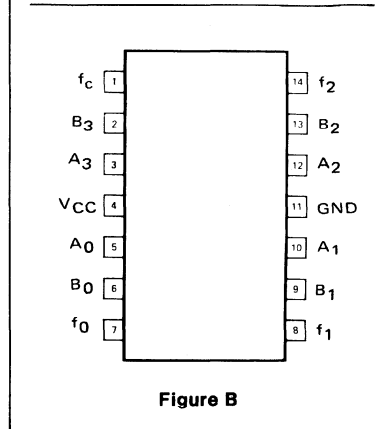 fc 1 14 f2
B3 2 13 B2
A3 3 12 A2
VCC 4 11 GND
A0 5 10 A1
B0 6 9 B1
f0 7 8 f1
Figure B